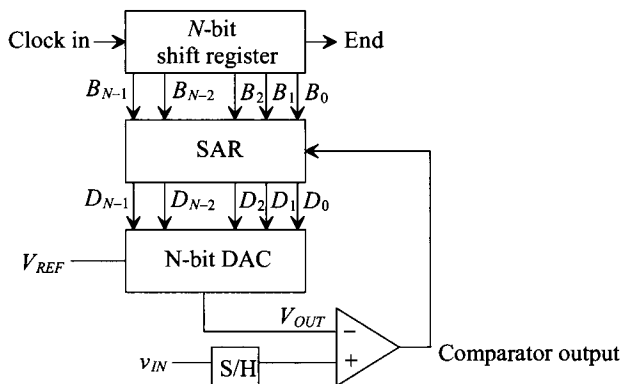 Clock in
N-bit
shift register
End
B_{N-1} B_{N-2} B_2 B_1 B_0
SAR
D_{N-1} D_{N-2} D_2 D_1 D_0
V_{REF}
N-bit DAC
V_{OUT}
−
+
v_{IN}
S/H
Comparator output